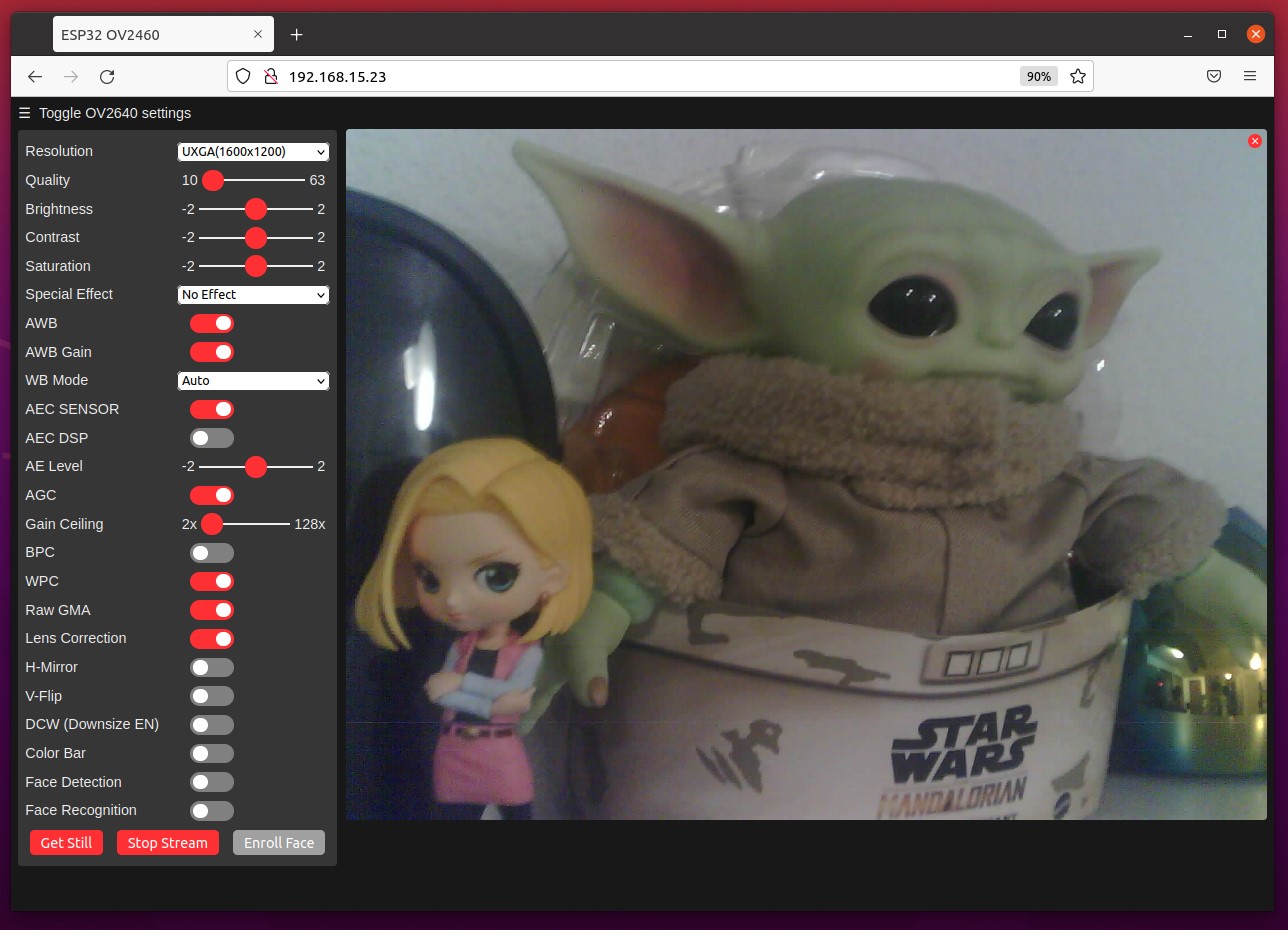 ESP32 OV2460
192.168.15.23
90%
Toggle OV2640 settings
Resolution UXGA(1600x1200)
Quality 10 63
Brightness -2 2
Contrast -2 2
Saturation -2 2
Special Effect No Effect
AWB
AWB Gain
WB Mode Auto
AEC SENSOR
AEC DSP
AE Level -2 2
AGC
Gain Ceiling 2x 128x
BPC
WPC
Raw GMA
Lens Correction
H-Mirror
V-Flip
DCW (Downsize EN)
Color Bar
Face Detection
Face Recognition
Get Still Stop Stream Enroll Face
STAR
WARS
MANDALORIAN